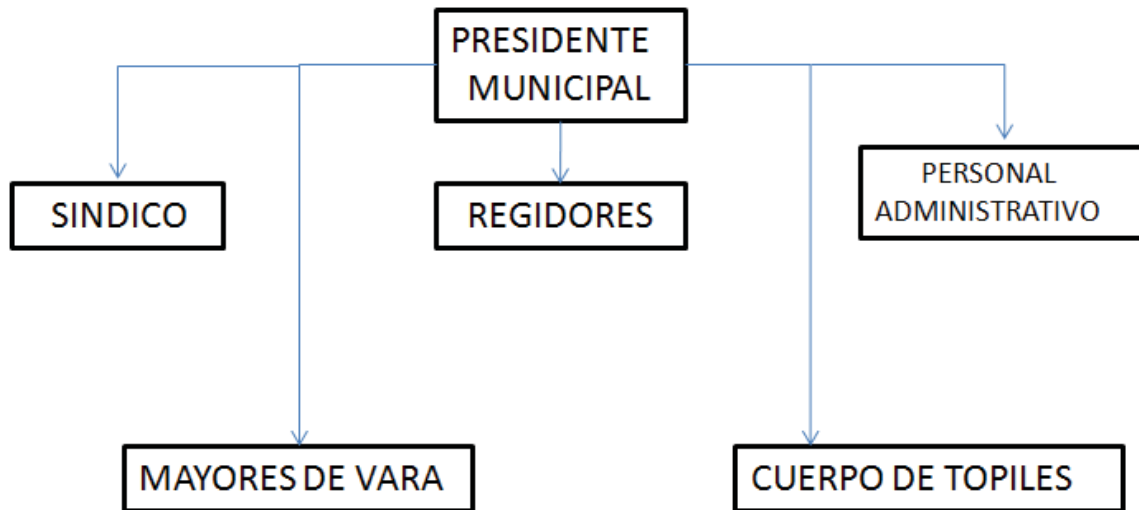 PRESIDENTE
MUNICIPAL
SINDICO
REGIDORES
PERSONAL
ADMINISTRATIVO
MAYORES DE VARA
CUERPO DE TOPILES